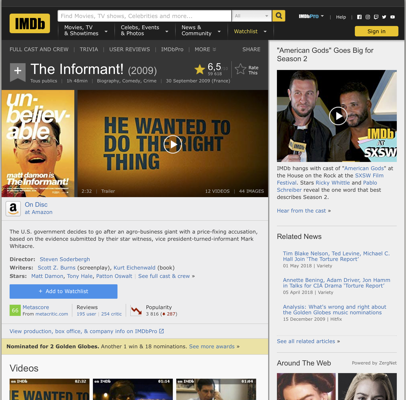 IMDb
Find Movies, TV shows, Celebrities and more...
All
IMDbPro
Help
Movies, TV & Showtimes
Celebs, Events & Photos
News & Community
Watchlist
Sign in
FULL CAST AND CREW | TRIVIA | USER REVIEWS | IMDbPro | MORE
SHARE
The Informant! (2009)
6,5
Rate This
Tous publics | 1h 48min | Biography, Comedy, Crime | 30 September 2009 (France)
un-
believ-
able
matt damon is
The Informant!
HE WANTED TO
DO THE RIGHT
THING
2:32 | Trailer
12 VIDEOS | 44 IMAGES
On Disc
at Amazon
The U.S. government decides to go after an agro-business giant with a price-fixing accusation,
based on the evidence submitted by their star witness, vice president-turned-informant Mark
Whitacre.
Director: Steven Soderbergh
Writers: Scott Z. Burns (screenplay), Kurt Eichenwald (book)
Stars: Matt Damon, Tony Hale, Patton Oswalt | See full cast & crew »
+ Add to Watchlist
Metascore
From metacritic.com
Reviews
Popularity
View production, box office, & company info on IMDbPro
Nominated for 2 Golden Globes. Another 1 win & 18 nominations. See more awards »
Videos
"American Gods" Goes Big for
Season 2
IMDb
at
SXSW
IMDb hangs with cast of "American Gods" at
the House on the Rock at the SXSW Film
Festival. Stars Ricky Whittle and Pablo
Schreiber reveal the one word that best
describes Season 2.
Hear from the cast »
Related News
Tim Blake Nelson, Ted Levine, Michael C.
Hall Join 'The Torture Report'
01 May 2018 | Variety
Annette Bening, Adam Driver, Jon Hamm
in Talks for CIA Drama 'Torture Report'
05 April 2018 | Variety
Analysis: What's wrong and right about
the Golden Globes music nominations
15 December 2009 | Hitfix
See all related articles »
Around The Web
Powered by ZergNet